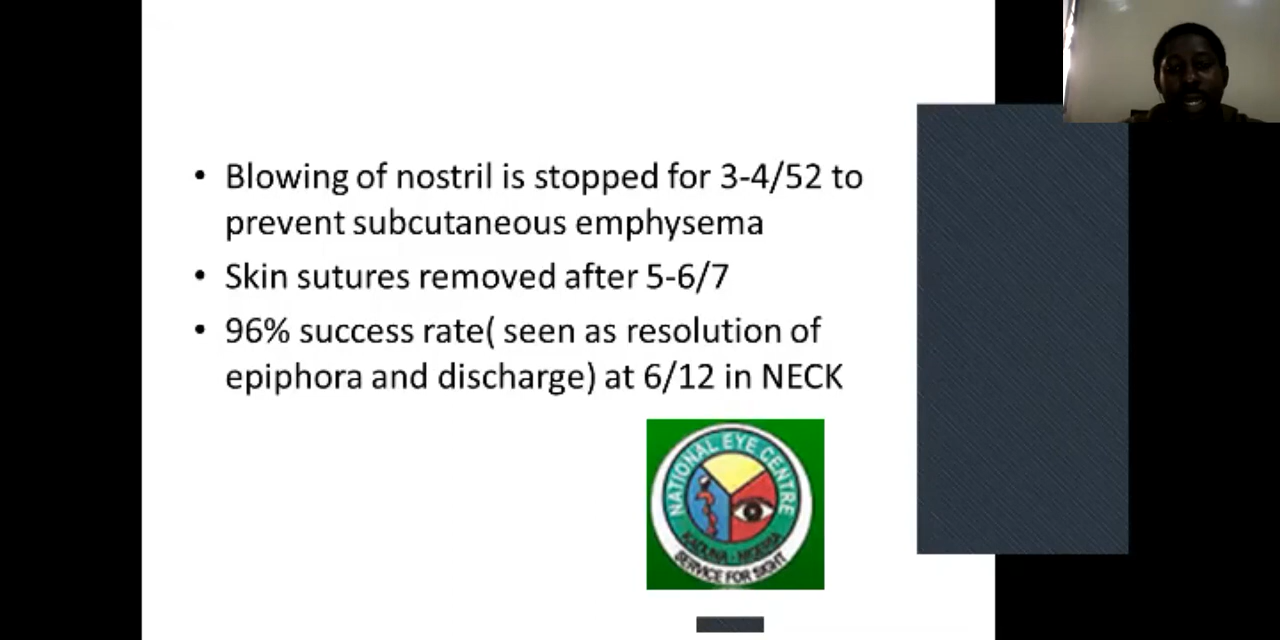 • Blowing of nostril is stopped for 3-4/52 to
prevent subcutaneous emphysema
• Skin sutures removed after 5-6/7
• 96% success rate( seen as resolution of
epiphora and discharge) at 6/12 in NECK
NATIONAL EYE CENTRE
KADUNA - NIGERIA
SERVICE FOR SIGHT